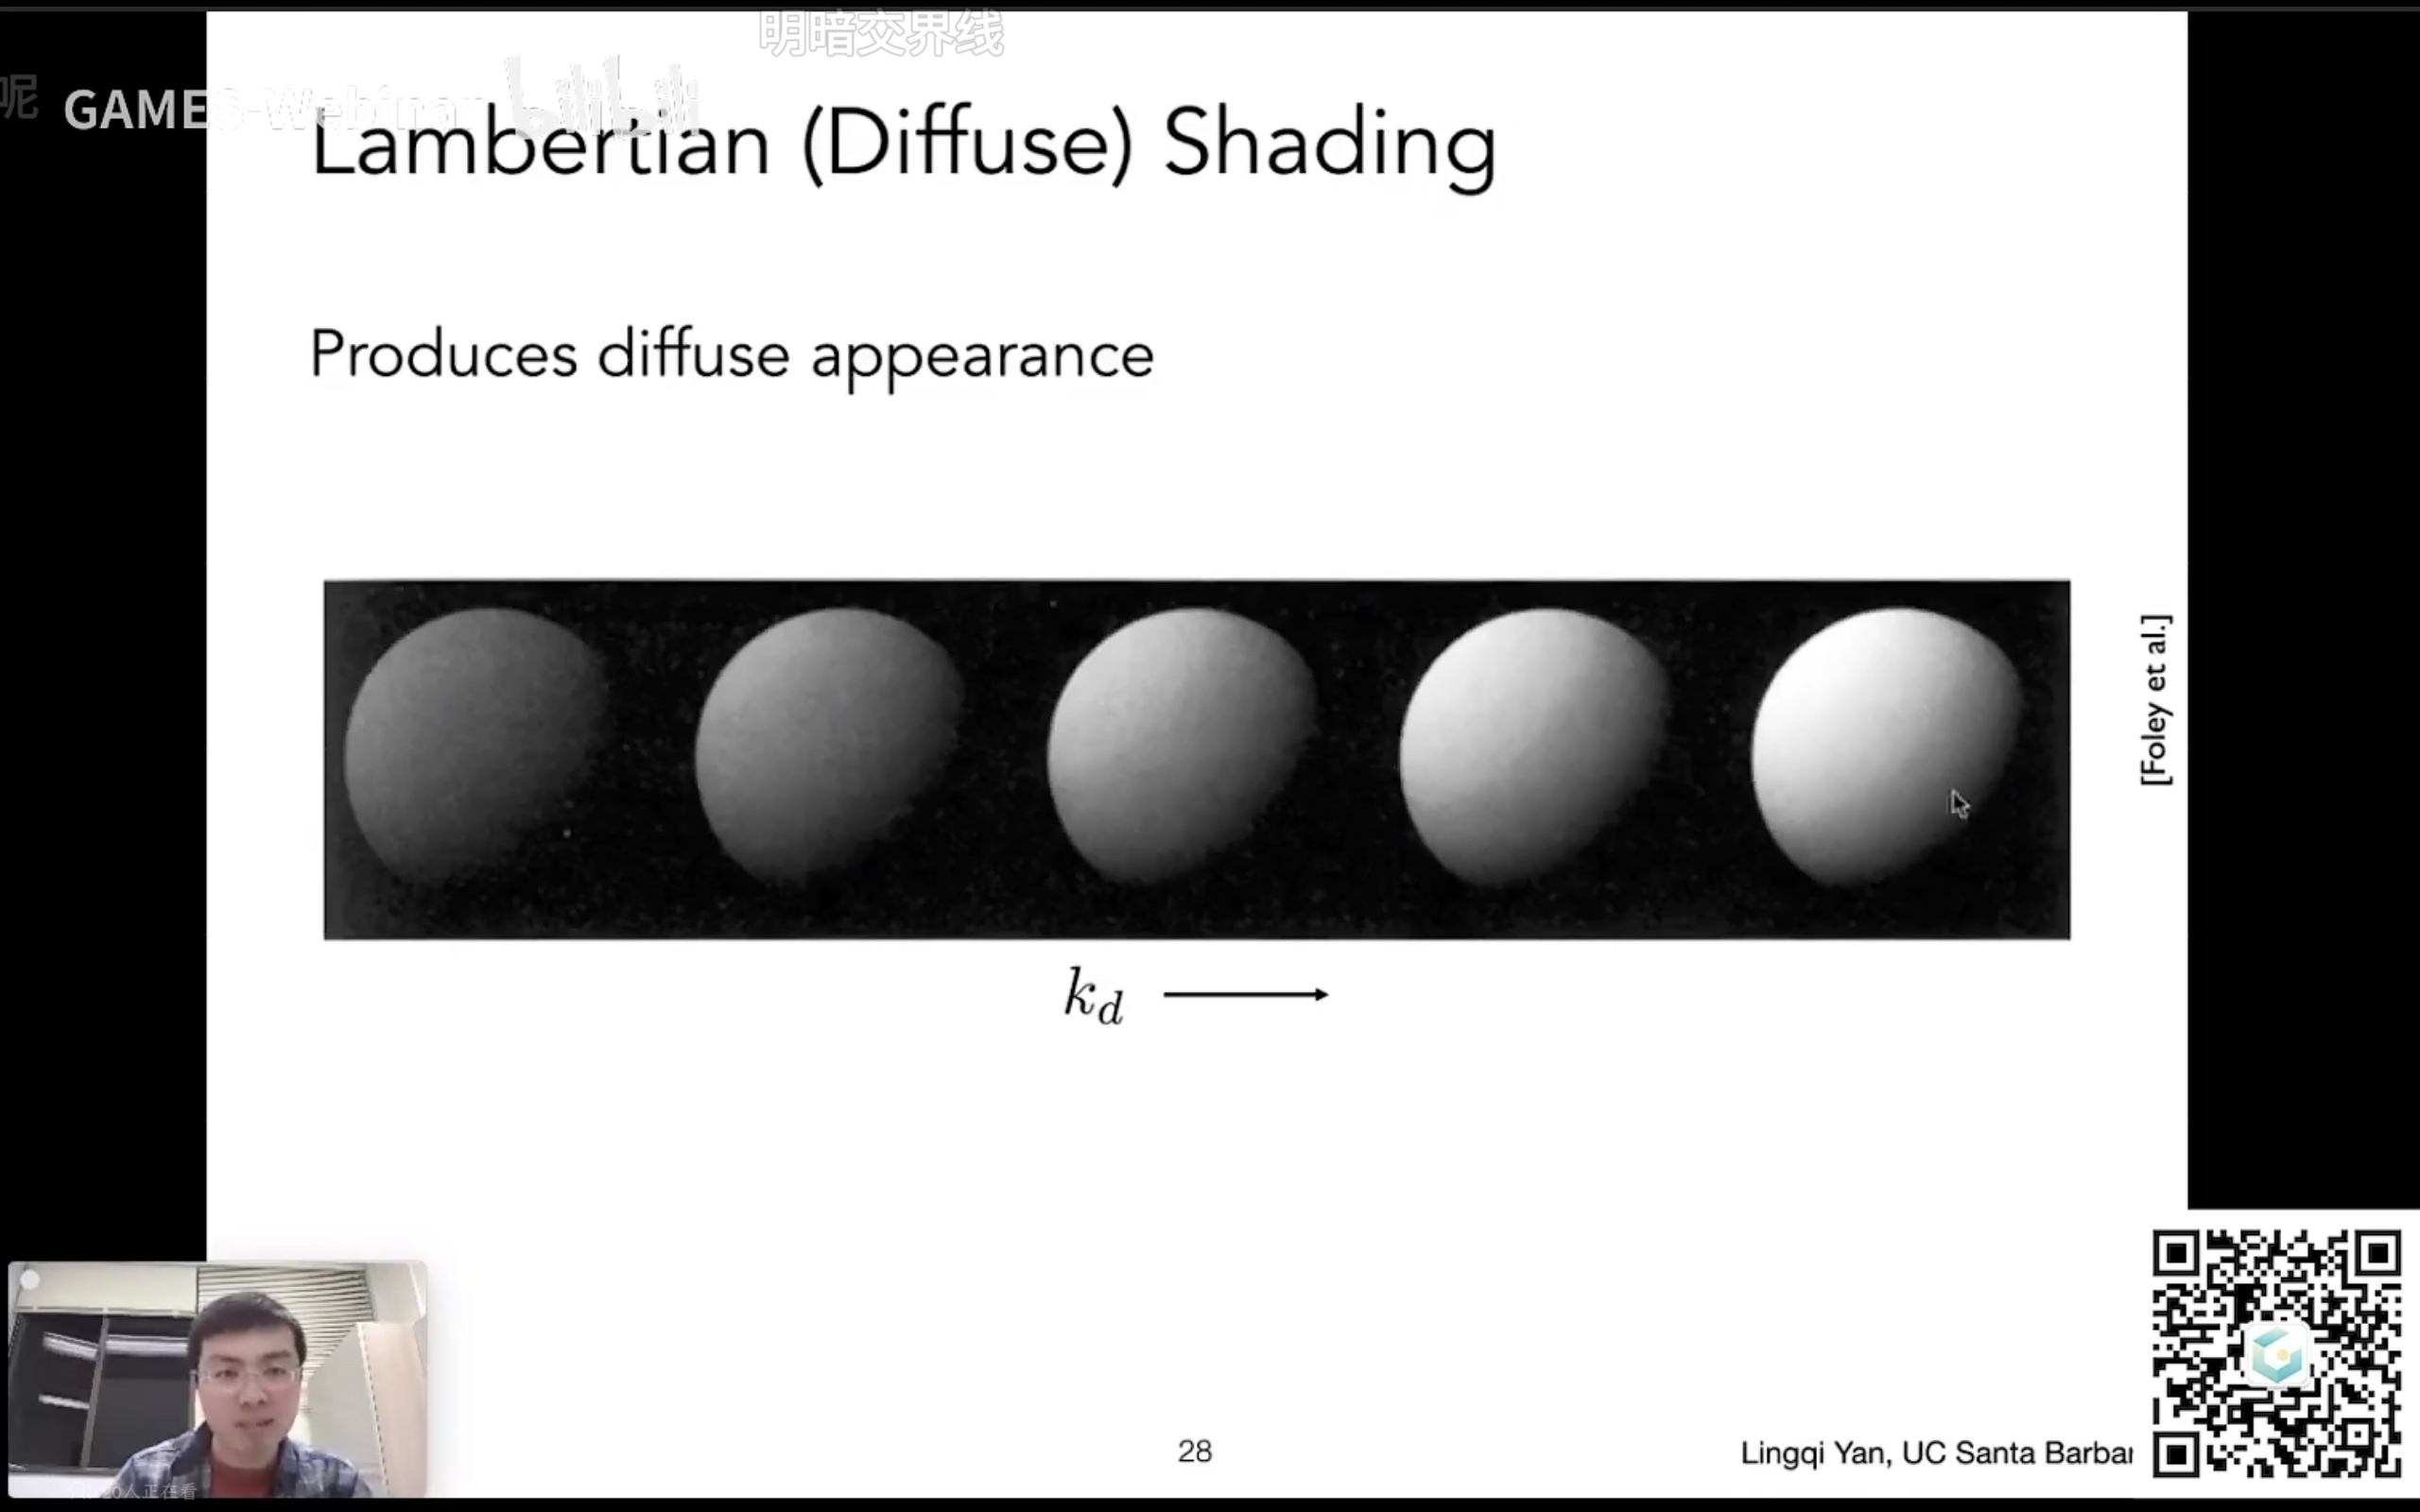 明暗交界线
呢
GAMES-Webinar bilibili
Lambertian (Diffuse) Shading
Produces diffuse appearance
[Foley et al.]
k_d
28
Lingqi Yan, UC Santa Barbar
0人正在看